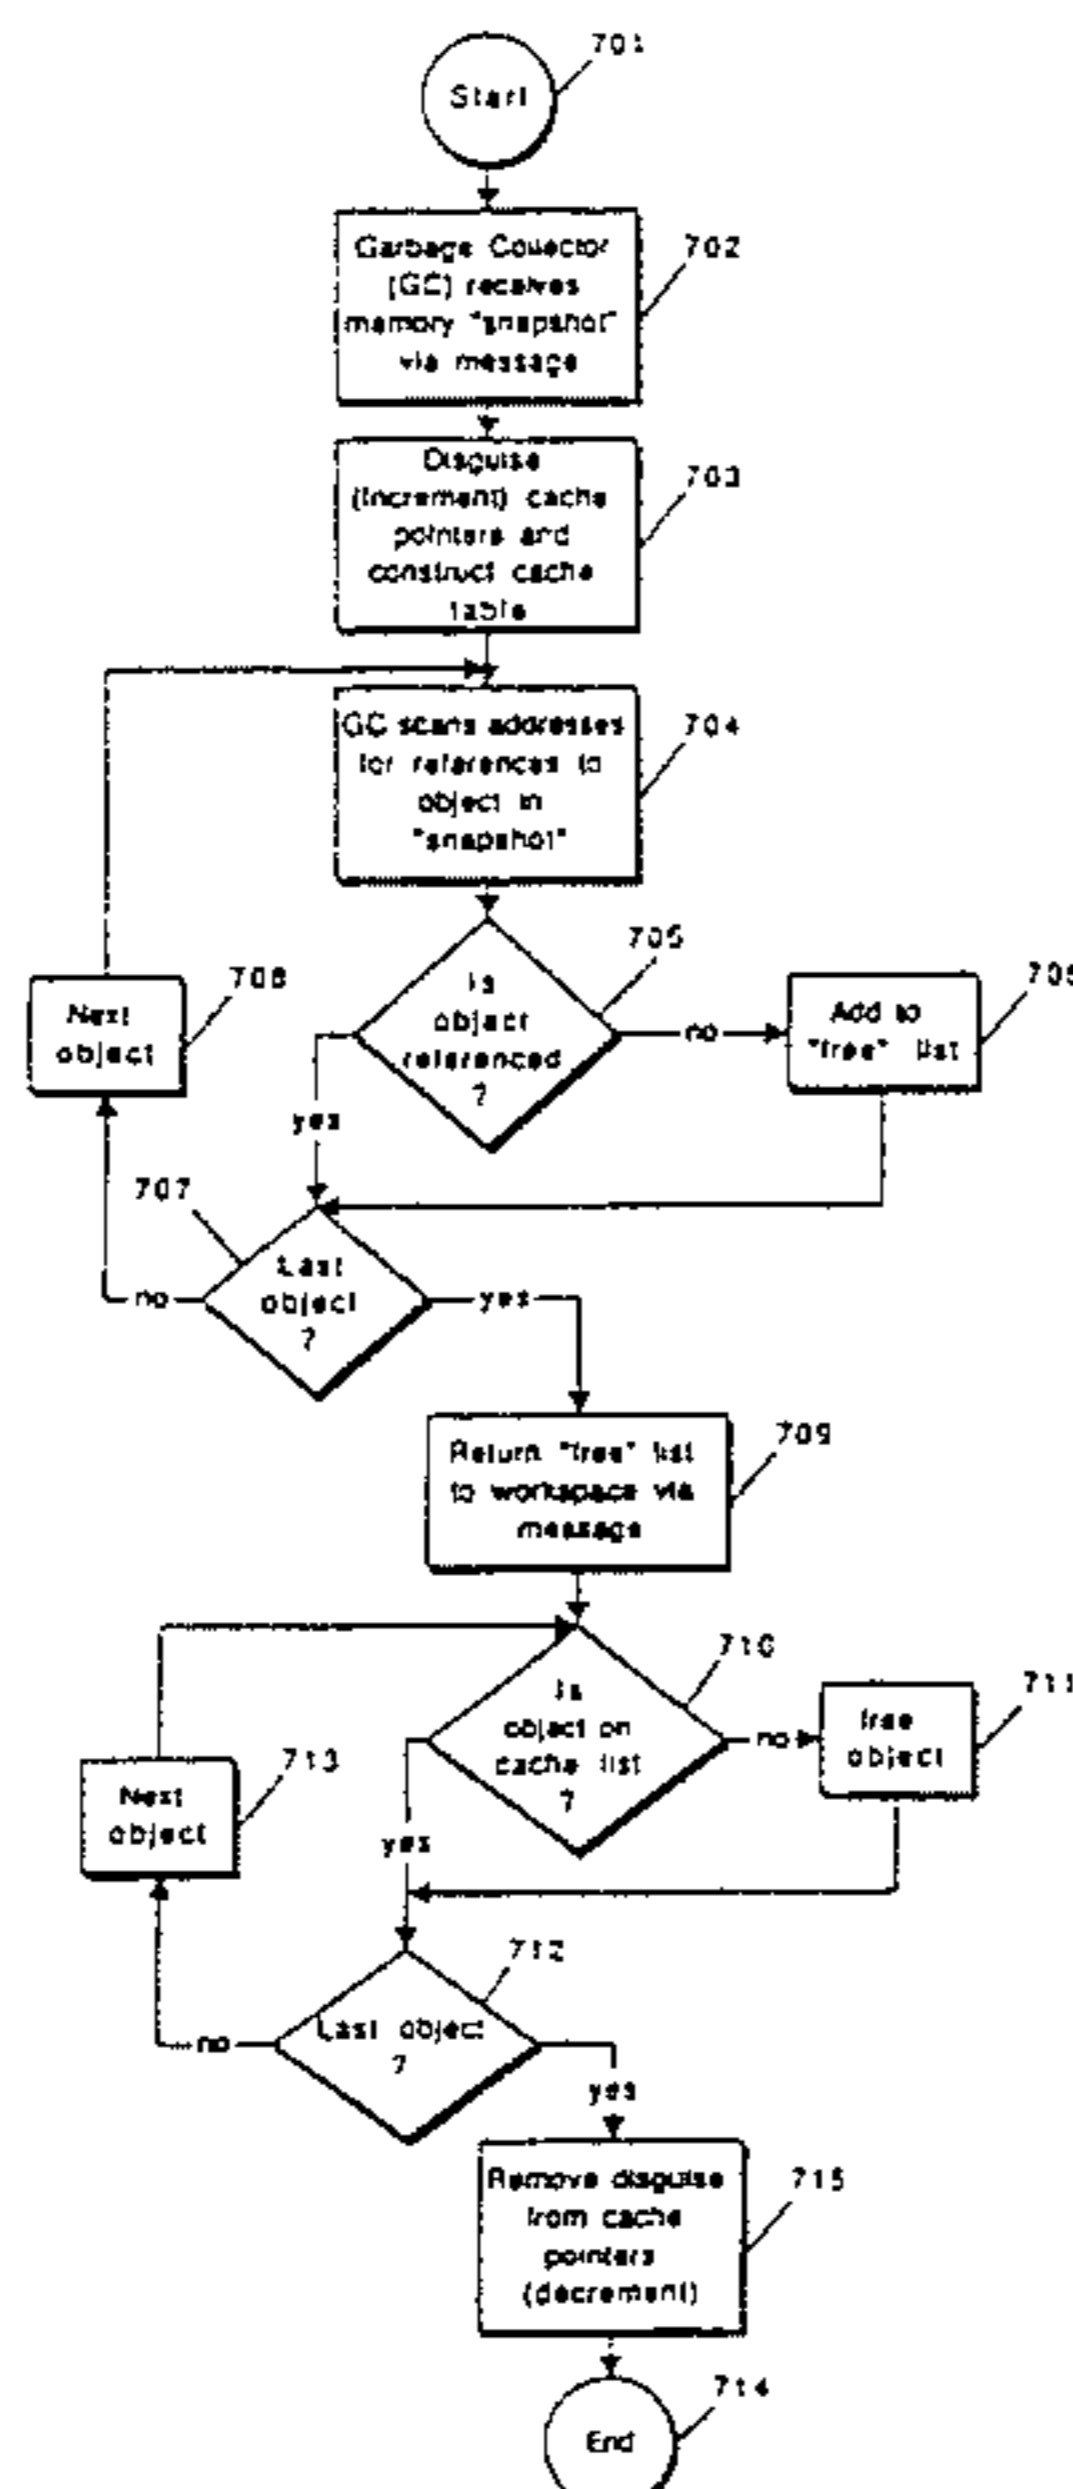 701
Start
702
Garbage Collector
(GC) receives
memory "snapshot"
via message
703
Disguise
(Increment) cache
pointers and
construct cache
table
704
GC scans addresses
for references to
object in
"snapshot"
705
Is
object
referenced
?
no
yes
706
Add to
"free" list
708
Next
object
707
Last
object
?
no
yes
709
Return "free" list
to workspace via
message
710
Is
object on
cache list
?
no
yes
711
free
object
713
Next
object
712
Last object
?
no
yes
715
Remove disguise
from cache
pointers
(decrement)
714
End